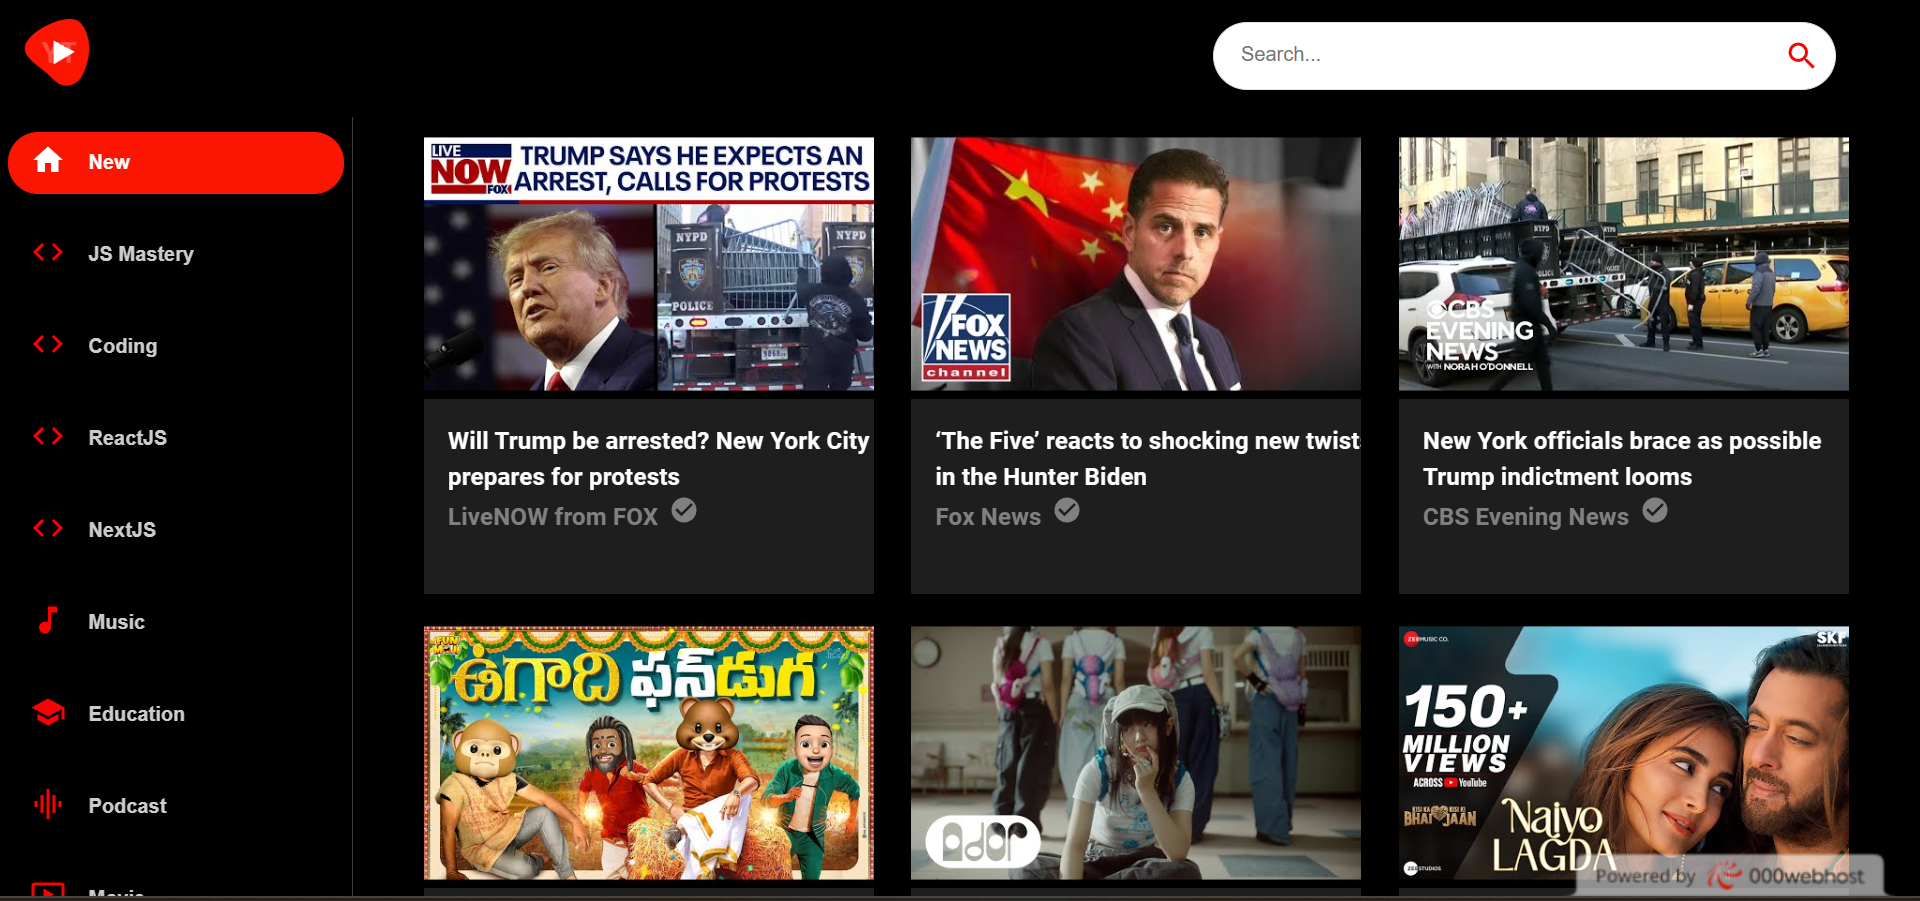 YT
Search...
New
JS Mastery
Coding
ReactJS
NextJS
Music
Education
Podcast
Movie
LIVE
NOW
FOX
TRUMP SAYS HE EXPECTS AN
ARREST, CALLS FOR PROTESTS
NYPD
NYPD
POLICE
Will Trump be arrested? New York City
prepares for protests
LiveNOW from FOX
FOX
NEWS
channel
‘The Five’ reacts to shocking new twists
in the Hunter Biden
Fox News
NYPD
CBS
EVENING
NEWS
WITH NORAH O'DONNELL
New York officials brace as possible
Trump indictment looms
CBS Evening News
FUN
MOJI
ఉగాది ఫన్‌డుగ
ador
ZEE MUSIC CO.
SKF
150+
MILLION
VIEWS
ACROSS YouTube
KISI KA KISI KI
BHAI JAAN
Naiyo
LAGDA
ZEE STUDIOS
Powered by 000webhost